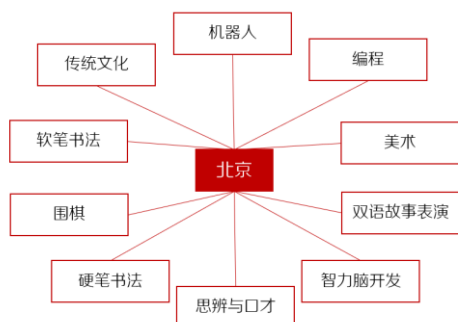 机器人
传统文化
编程
软笔书法
美术
北京
围棋
双语故事表演
硬笔书法
智力脑开发
思辨与口才